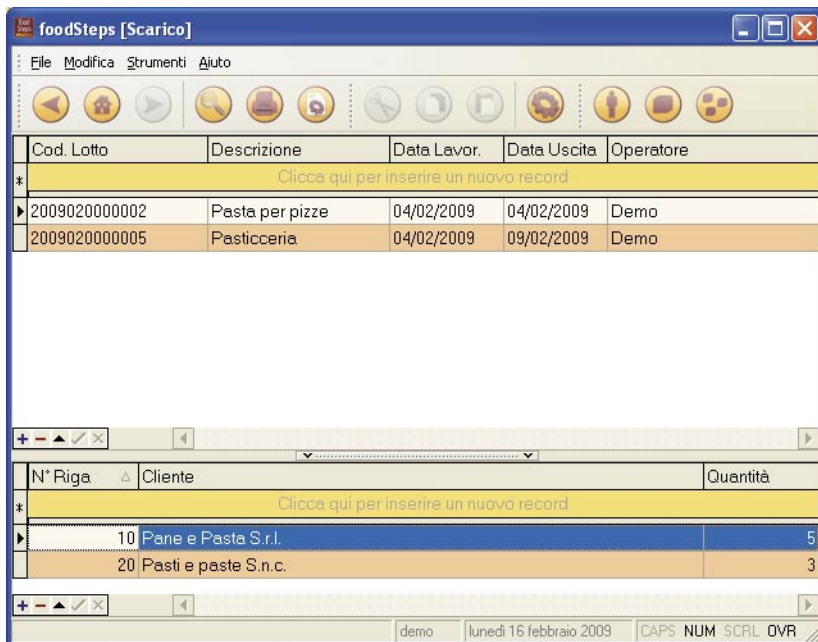 foodSteps [Scarico]
File Modifica Strumenti Aiuto
Cod. Lotto Descrizione Data Lavor. Data Uscita Operatore
Clicca qui per inserire un nuovo record
2009020000002 Pasta per pizze 04/02/2009 04/02/2009 Demo
2009020000005 Pasticceria 04/02/2009 09/02/2009 Demo
N° Riga Cliente Quantità
Clicca qui per inserire un nuovo record
10 Pane e Pasta S.r.l. 5
20 Pasti e paste S.n.c. 3
demo lunedì 16 febbraio 2009 CAPS NUM SCRL OVR